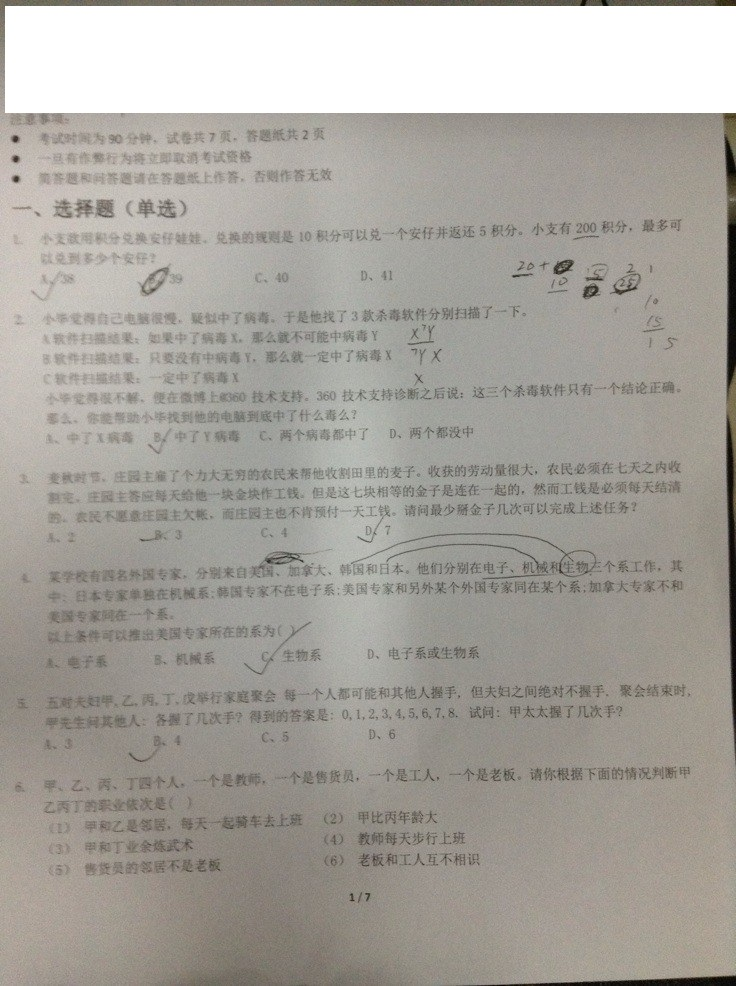 注意事项：
● 考试时间为 90 分钟，试卷共 7 页，答题纸共 2 页
● 一旦有作弊行为将立即取消考试资格
● 简答题和问答题请在答题纸上作答，否则作答无效
一、选择题（单选）
1. 小支欲用积分兑换安仔娃娃。兑换的规则是 10 积分可以兑一个安仔并返还 5 积分。小支有 200 积分，最多可
以兑到多少个安仔？
A、38 39 C、40 D、41
20 + 5 2 1
10 25
10
15
1 5
2. 小毕觉得自己电脑很慢，疑似中了病毒。于是他找了 3 款杀毒软件分别扫描了一下。
A 软件扫描结果：如果中了病毒 X，那么就不可能中病毒 Y
B 软件扫描结果：只要没有中病毒 Y，那么就一定中了病毒 X
C 软件扫描结果：一定中了病毒 X
X ㄱY
ㄱY X
X
小毕觉得很不解，便在微博上@360 技术支持。360 技术支持诊断之后说：这三个杀毒软件只有一个结论正确。
那么，你能帮助小毕找到他的电脑到底中了什么毒么？
A、中了 X 病毒 B、中了 Y 病毒 C、两个病毒都中了 D、两个都没中
3. 麦秋时节，庄园主雇了个力大无穷的农民来帮他收割田里的麦子。收获的劳动量很大，农民必须在七天之内收
割完。庄园主答应每天给他一块金块作工钱。但是这七块相等的金子是连在一起的，然而工钱是必须每天结清
的。农民不愿意庄园主欠帐，而庄园主也不肯预付一天工钱。请问最少掰金子几次可以完成上述任务？
A、2 B、3 C、4 D、7
4. 某学校有四名外国专家，分别来自美国、加拿大、韩国和日本。他们分别在电子、机械和生物三个系工作，其
中：日本专家单独在机械系;韩国专家不在电子系;美国专家和另外某个外国专家同在某个系;加拿大专家不和
美国专家同在一个系。
以上条件可以推出美国专家所在的系为( )
A、电子系 B、机械系 C、生物系 D、电子系或生物系
5. 五对夫妇甲,乙,丙,丁,戊举行家庭聚会 每一个人都可能和其他人握手, 但夫妇之间绝对不握手. 聚会结束时,
甲先生问其他人: 各握了几次手? 得到的答案是: 0,1,2,3,4,5,6,7,8. 试问: 甲太太握了几次手?
A、3 B、4 C、5 D、6
6. 甲、乙、丙、丁四个人，一个是教师，一个是售货员，一个是工人，一个是老板。请你根据下面的情况判断甲
乙丙丁的职业依次是( )
（1） 甲和乙是邻居，每天一起骑车去上班 （2） 甲比丙年龄大
（3） 甲和丁业余练武术 （4） 教师每天步行上班
（5） 售货员的邻居不是老板 （6） 老板和工人互不相识
1 / 7